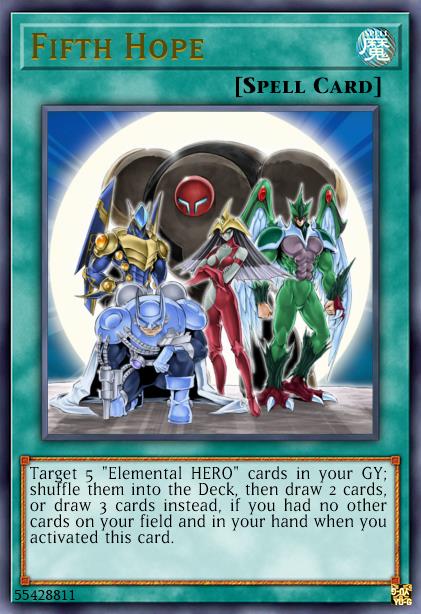 Fifth Hope
SPELL
魔
[Spell Card]
Target 5 "Elemental HERO" cards in your GY;
shuffle them into the Deck, then draw 2 cards,
or draw 3 cards instead, if you had no other
cards on your field and in your hand when you
activated this card.
55428811